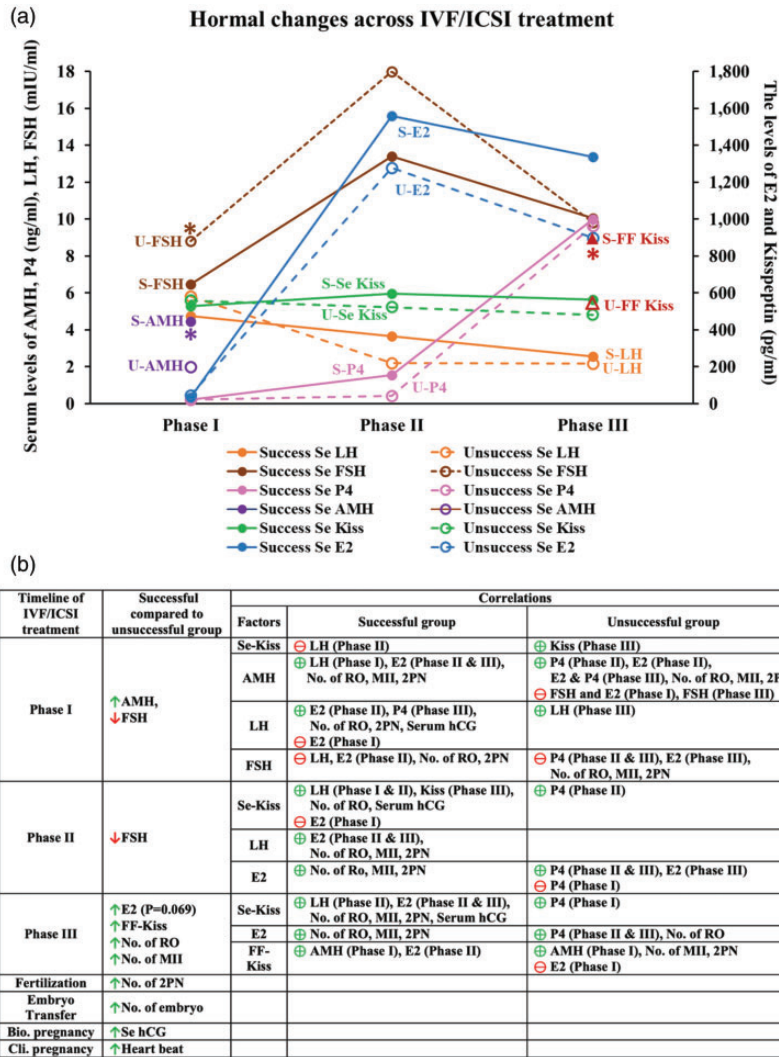 (a)
Hormal changes across IVF/ICSI treatment
Serum levels of AMH, P4 (ng/ml), LH, FSH (mIU/ml)
18
16
14
12
10
8
6
4
2
0
1,800
1,600
1,400
1,200
1,000
800
600
400
200
0
The levels of E2 and Kisspeptin (pg/ml)
S-E2
U-E2
*
U-FSH
S-FSH
S-AMH
*
U-AMH
S-Se Kiss
U-Se Kiss
S-P4
U-P4
S-FF Kiss
*
U-FF Kiss
S-LH
U-LH
Phase I Phase II Phase III
Success Se LH Unsuccess Se LH
Success Se FSH Unsuccess Se FSH
Success Se P4 Unsuccess Se P4
Success Se AMH Unsuccess Se AMH
Success Se Kiss Unsuccess Se Kiss
Success Se E2 Unsuccess Se E2
(b)
Timeline of IVF/ICSI treatment
Successful compared to unsuccessful group
Correlations
Factors Successful group Unsuccessful group
Phase I
↑AMH,
↓FSH
Se-Kiss ⊖ LH (Phase II) ⊕ Kiss (Phase III)
AMH
⊕ LH (Phase I), E2 (Phase II & III),
No. of RO, MII, 2PN
⊕ P4 (Phase II), E2 (Phase II),
E2 & P4 (Phase III), No. of RO, MII, 2P
⊖ FSH and E2 (Phase I), FSH (Phase III)
LH
⊕ E2 (Phase II), P4 (Phase III),
No. of RO, 2PN, Serum hCG
⊖ E2 (Phase I)
⊕ LH (Phase III)
FSH
⊖ LH, E2 (Phase II), No. of RO, 2PN
⊖ P4 (Phase II & III), E2 (Phase III),
No. of RO, MII, 2PN
Phase II
↓FSH
Se-Kiss
⊕ LH (Phase I & II), Kiss (Phase III),
No. of RO, Serum hCG
⊖ E2 (Phase I)
⊕ P4 (Phase II)
LH
⊕ E2 (Phase II & III),
No. of RO, MII, 2PN
E2
⊕ No. of Ro, MII, 2PN
⊕ P4 (Phase II & III), E2 (Phase III)
⊖ P4 (Phase I)
Phase III
↑E2 (P=0.069)
↑FF-Kiss
↑No. of RO
↑No. of MII
Se-Kiss
⊕ LH (Phase II), E2 (Phase II & III),
No. of RO, MII, 2PN, Serum hCG
⊕ P4 (Phase I)
E2 ⊕ No. of RO, MII, 2PN ⊕ P4 (Phase II & III), No. of RO
FF-Kiss
⊕ AMH (Phase I), E2 (Phase II)
⊕ AMH (Phase I), No. of MII, 2PN
⊖ E2 (Phase I)
Fertilization ↑No. of 2PN
Embryo Transfer ↑No. of embryo
Bio. pregnancy ↑Se hCG
Cli. pregnancy ↑Heart beat